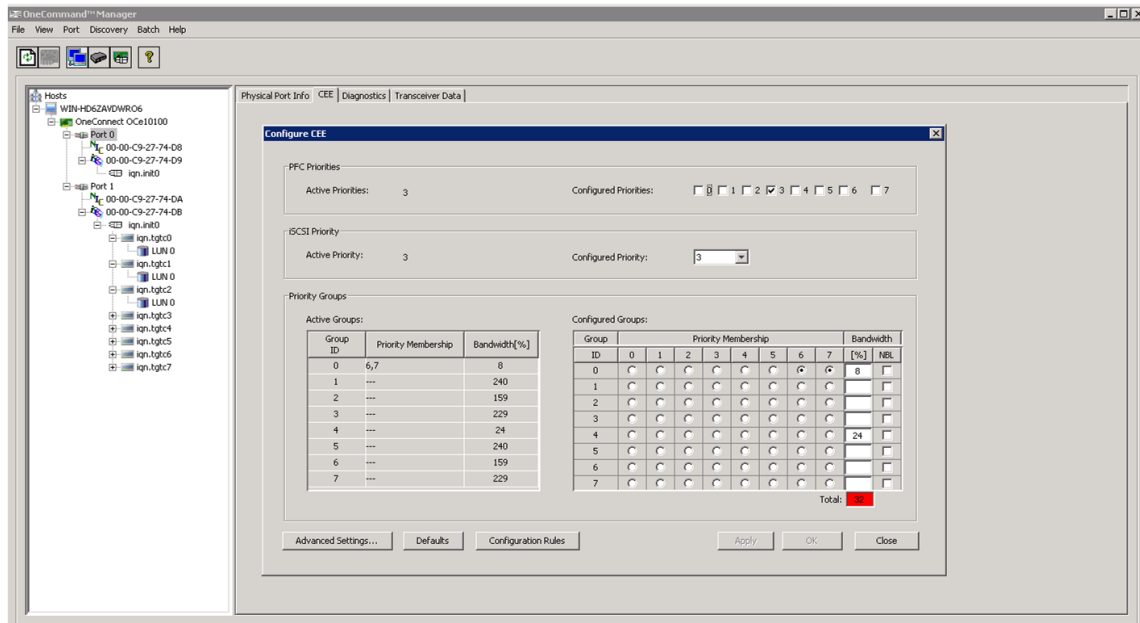 OneCommand™ Manager
File View Port Discovery Batch Help
Hosts
WIN-HD6ZAVDWRO6
OneConnect OCe10100
Port 0
NIC 00-00-C9-27-74-D8
00-00-C9-27-74-D9
iqn.init0
Port 1
NIC 00-00-C9-27-74-DA
00-00-C9-27-74-DB
iqn.init0
iqn.tgtc0
LUN 0
iqn.tgtc1
LUN 0
iqn.tgtc2
LUN 0
iqn.tgtc3
iqn.tgtc4
iqn.tgtc5
iqn.tgtc6
iqn.tgtc7
Physical Port Info CEE Diagnostics Transceiver Data
Configure CEE
PFC Priorities
Active Priorities: 3 Configured Priorities: 0 1 2 3 4 5 6 7
iSCSI Priority
Active Priority: 3 Configured Priority: 3
Priority Groups
Active Groups:
Group ID Priority Membership Bandwidth[%]
0 6,7 8
1 --- 240
2 --- 159
3 --- 229
4 --- 24
5 --- 240
6 --- 159
7 --- 229
Configured Groups:
Group Priority Membership Bandwidth
ID 0 1 2 3 4 5 6 7 [%] NBL
0 8
1
2
3
4 24
5
6
7
Total: 32
Advanced Settings... Defaults Configuration Rules Apply OK Close